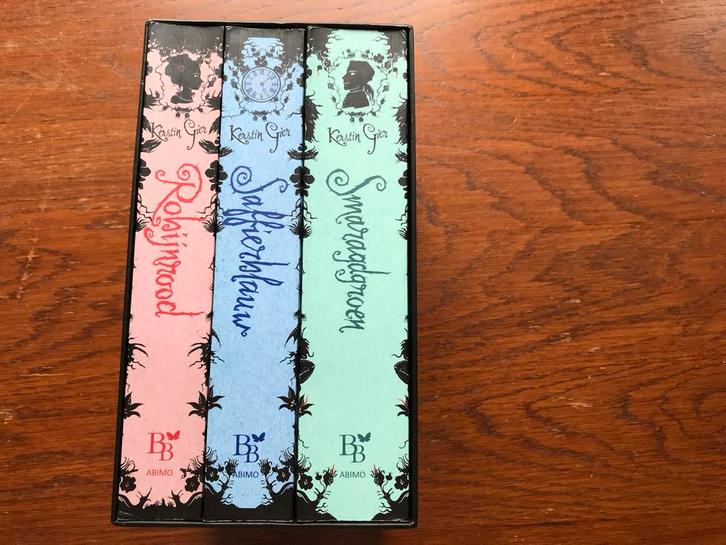 Kerstin Gier
Robijnrood
BB
ABIMO
Kerstin Gier
Saffierblauw
BB
ABIMO
Kerstin Gier
Smaragdgroen
BB
ABIMO